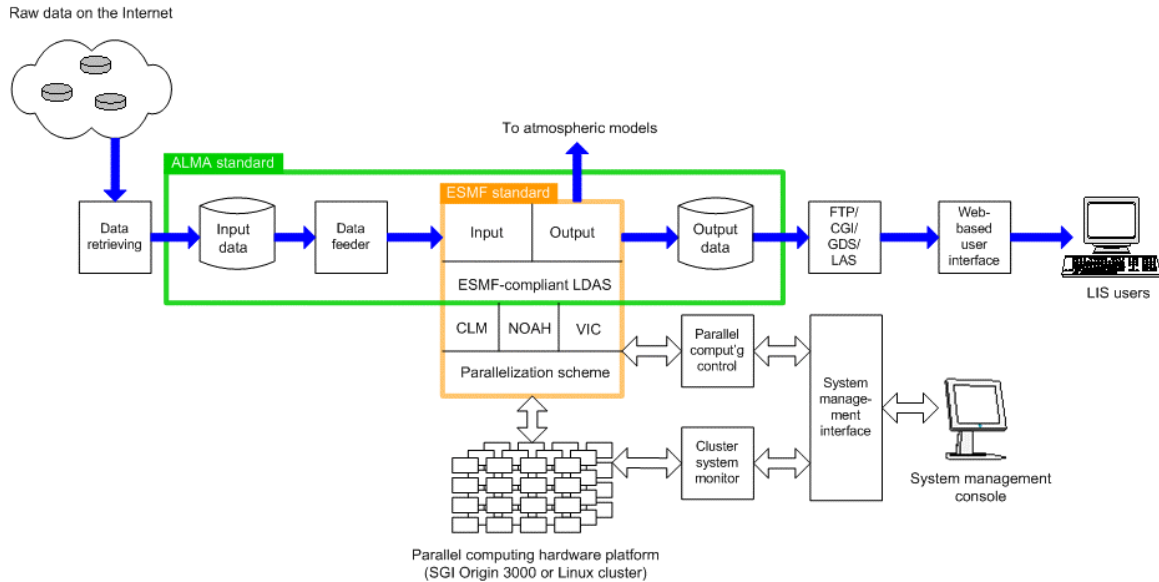 Raw data on the Internet
To atmospheric models
ALMA standard
ESMF standard
Data
retrieving
Input
data
Data
feeder
Input
Output
Output
data
FTP/
CGI/
GDS/
LAS
Web-
based
user
interface
LIS users
ESMF-compliant LDAS
CLM
NOAH
VIC
Parallelization scheme
Parallel
comput'g
control
System
manage-
ment
interface
Cluster
system
monitor
System management
console
Parallel computing hardware platform
(SGI Origin 3000 or Linux cluster)